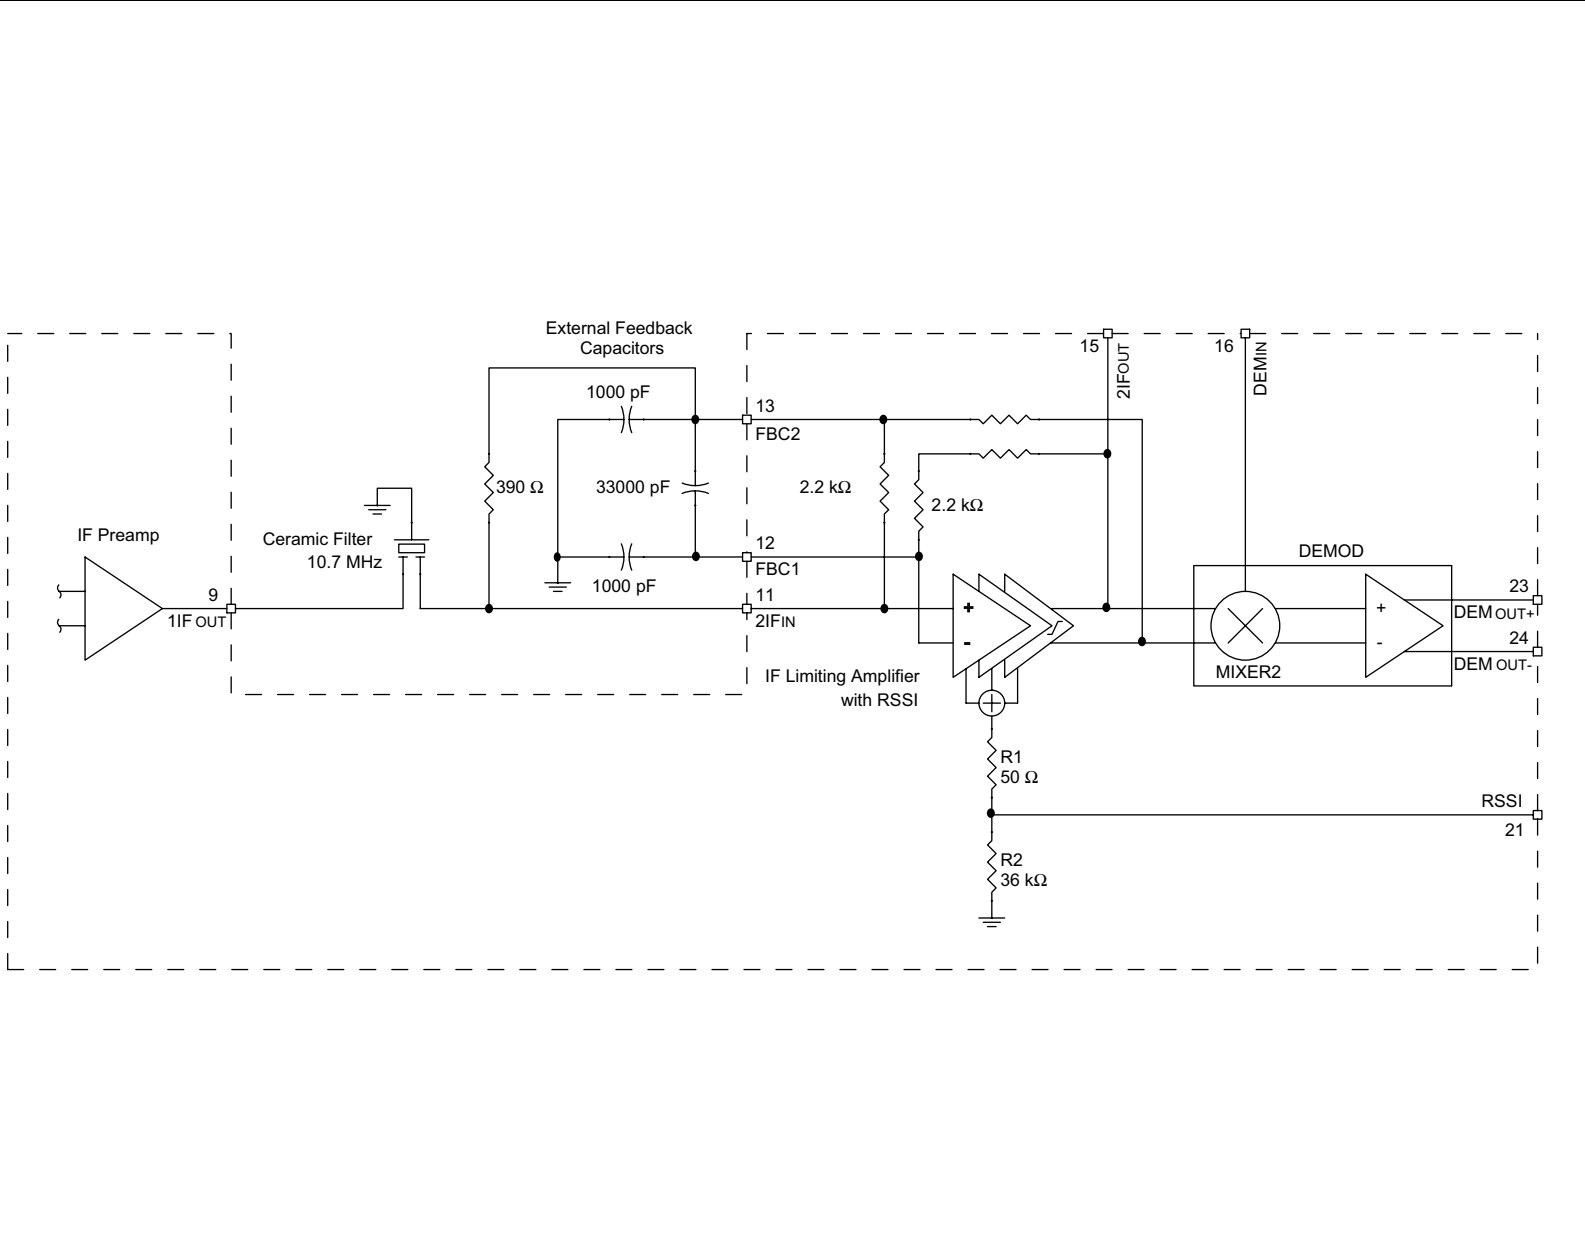 External Feedback
Capacitors
1000 pF
13
FBC2
15
2IFOUT
16
DEMIN
390 Ω
33000 pF
2.2 kΩ
2.2 kΩ
IF Preamp
Ceramic Filter
10.7 MHz
12
FBC1
1000 pF
DEMOD
9
1IF OUT
11
2IFIN
+
-
+
-
23
DEM OUT+
24
DEM OUT-
MIXER2
IF Limiting Amplifier
with RSSI
R1
50 Ω
RSSI
21
R2
36 kΩ